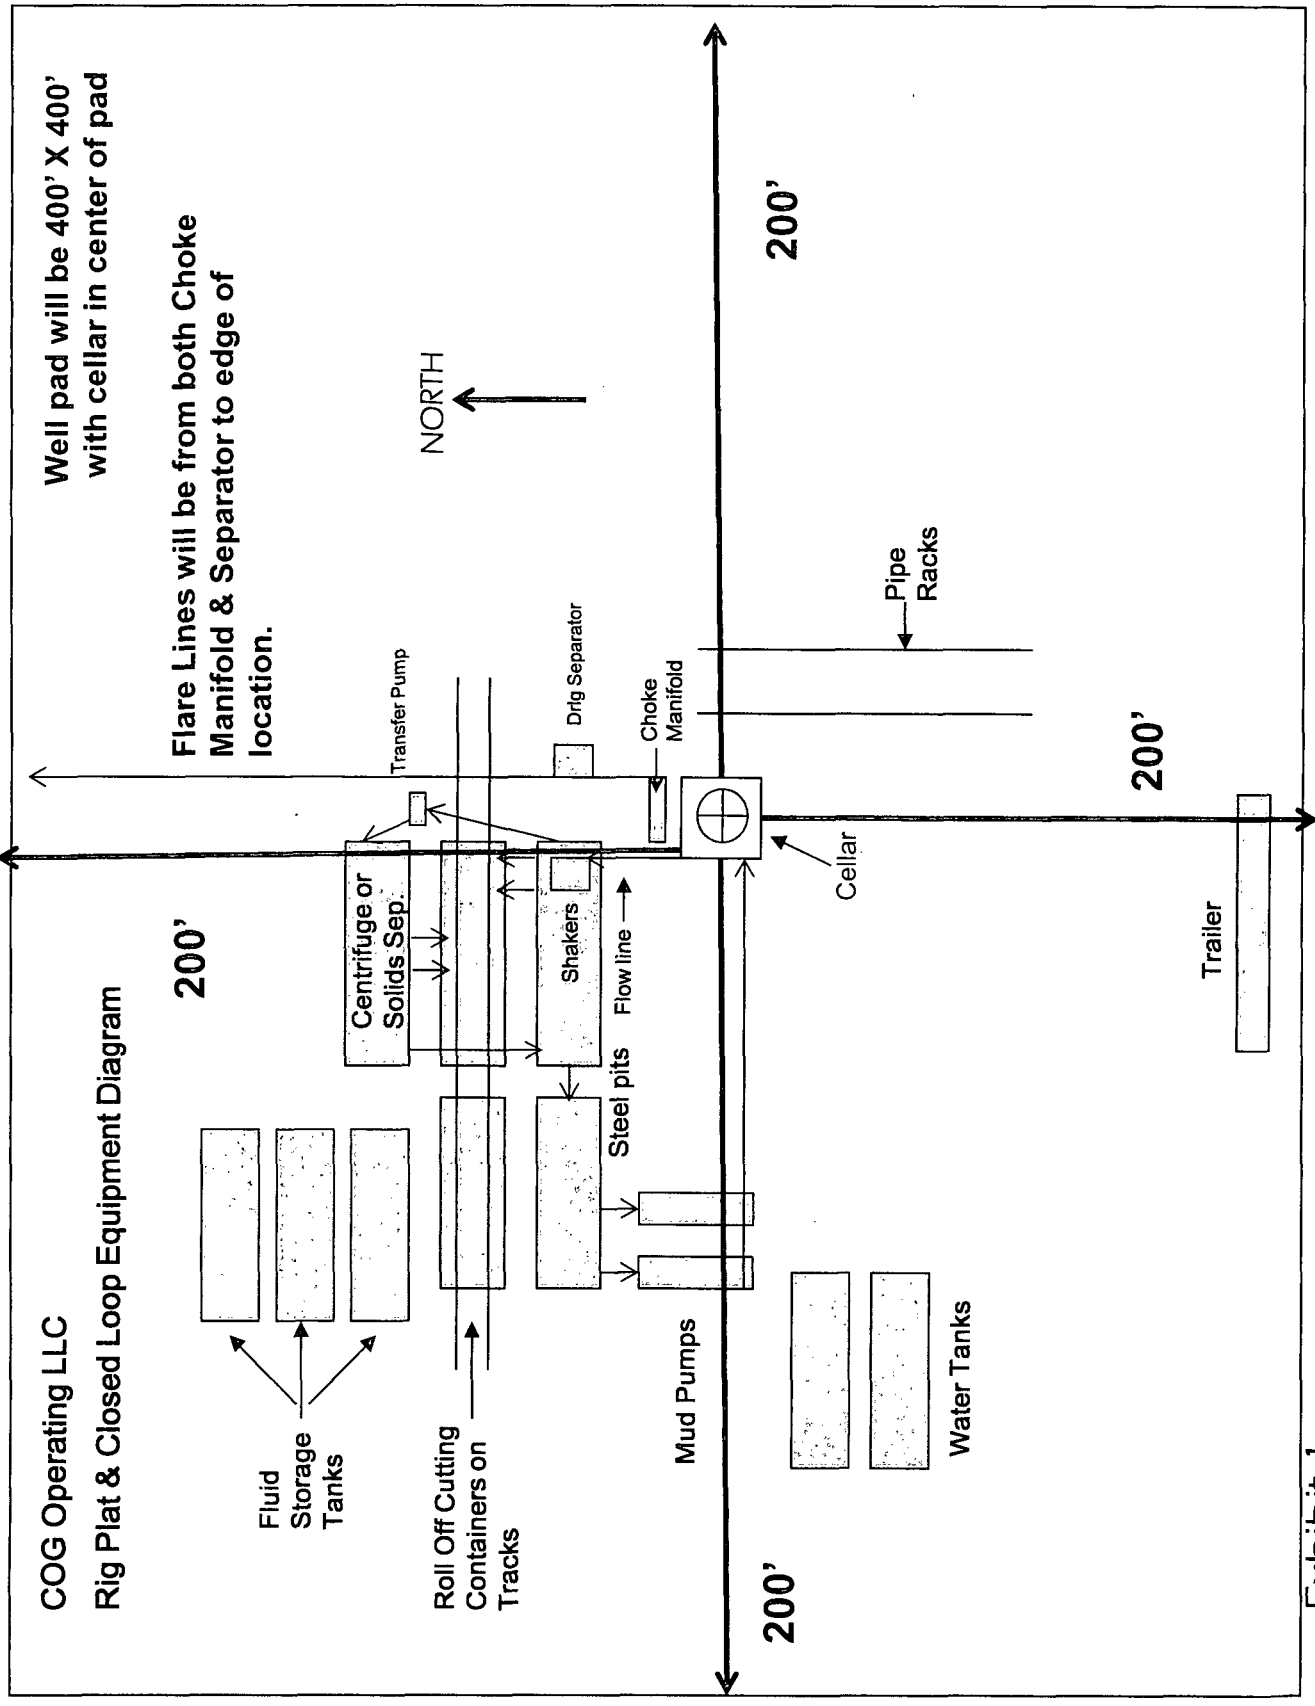 COG Operating LLC
Rig Plat & Closed Loop Equipment Diagram
Well pad will be 400' X 400'
with cellar in center of pad
Flare Lines will be from both Choke
Manifold & Separator to edge of
location.
200'
NORTH
Fluid
Storage
Tanks
Centrifuge or
Solids Sep.
Transfer Pump
Roll Off Cutting
Containers on
Tracks
Shakers
Drlg Separator
Steel pits
Flow line
Choke
Manifold
Mud Pumps
200'
200'
Cellar
Pipe
Racks
Water Tanks
200'
Trailer
Exhibit 1